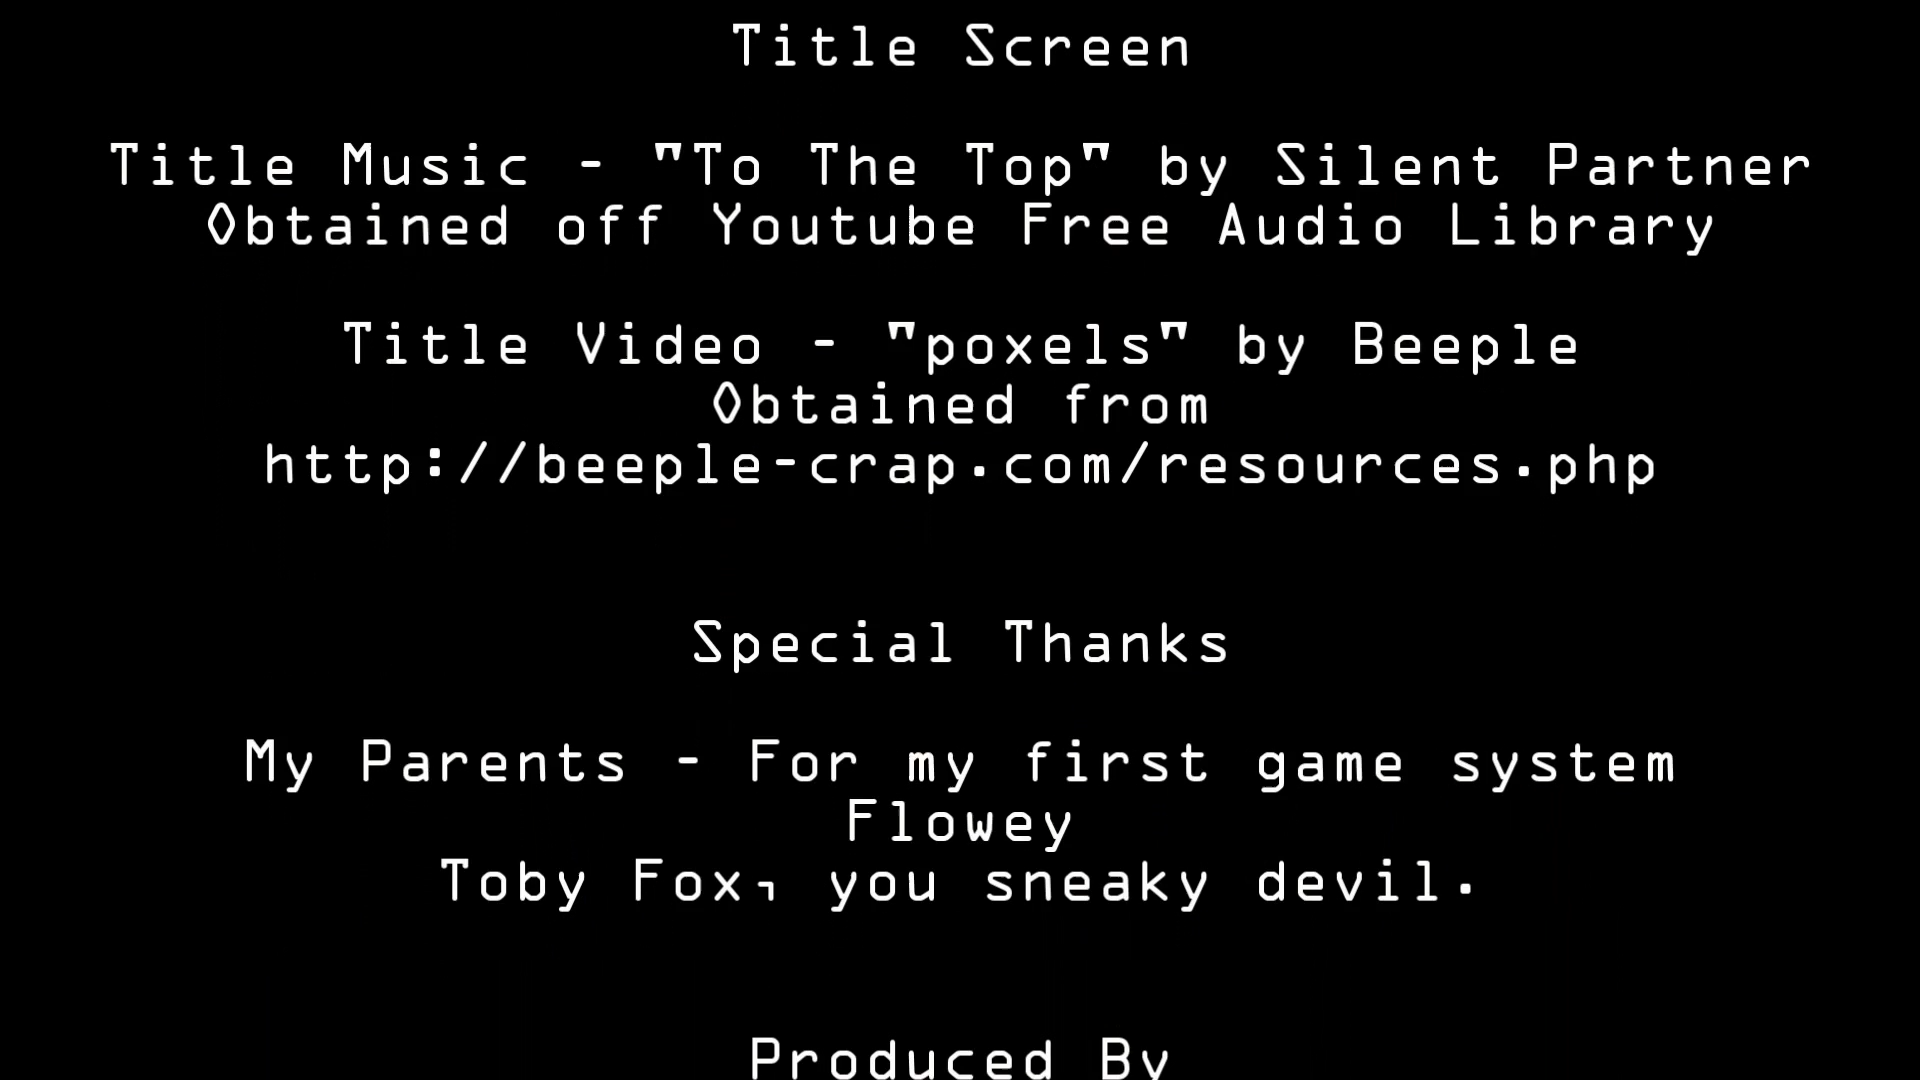 Title Screen
Title Music - "To The Top" by Silent Partner
Obtained off Youtube Free Audio Library
Title Video - "poxels" by Beeple
Obtained from
http://beeple-crap.com/resources.php
Special Thanks
My Parents - For my first game system
Flowey
Toby Fox, you sneaky devil.
Produced By